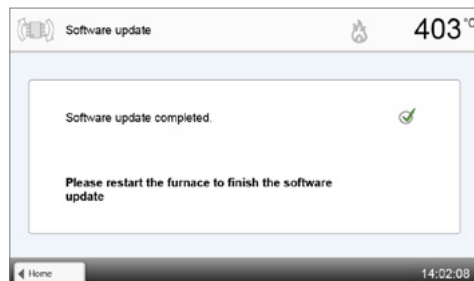 Software update
403 °C
Software update completed.
Please restart the furnace to finish the software
update
Home
14:02:08